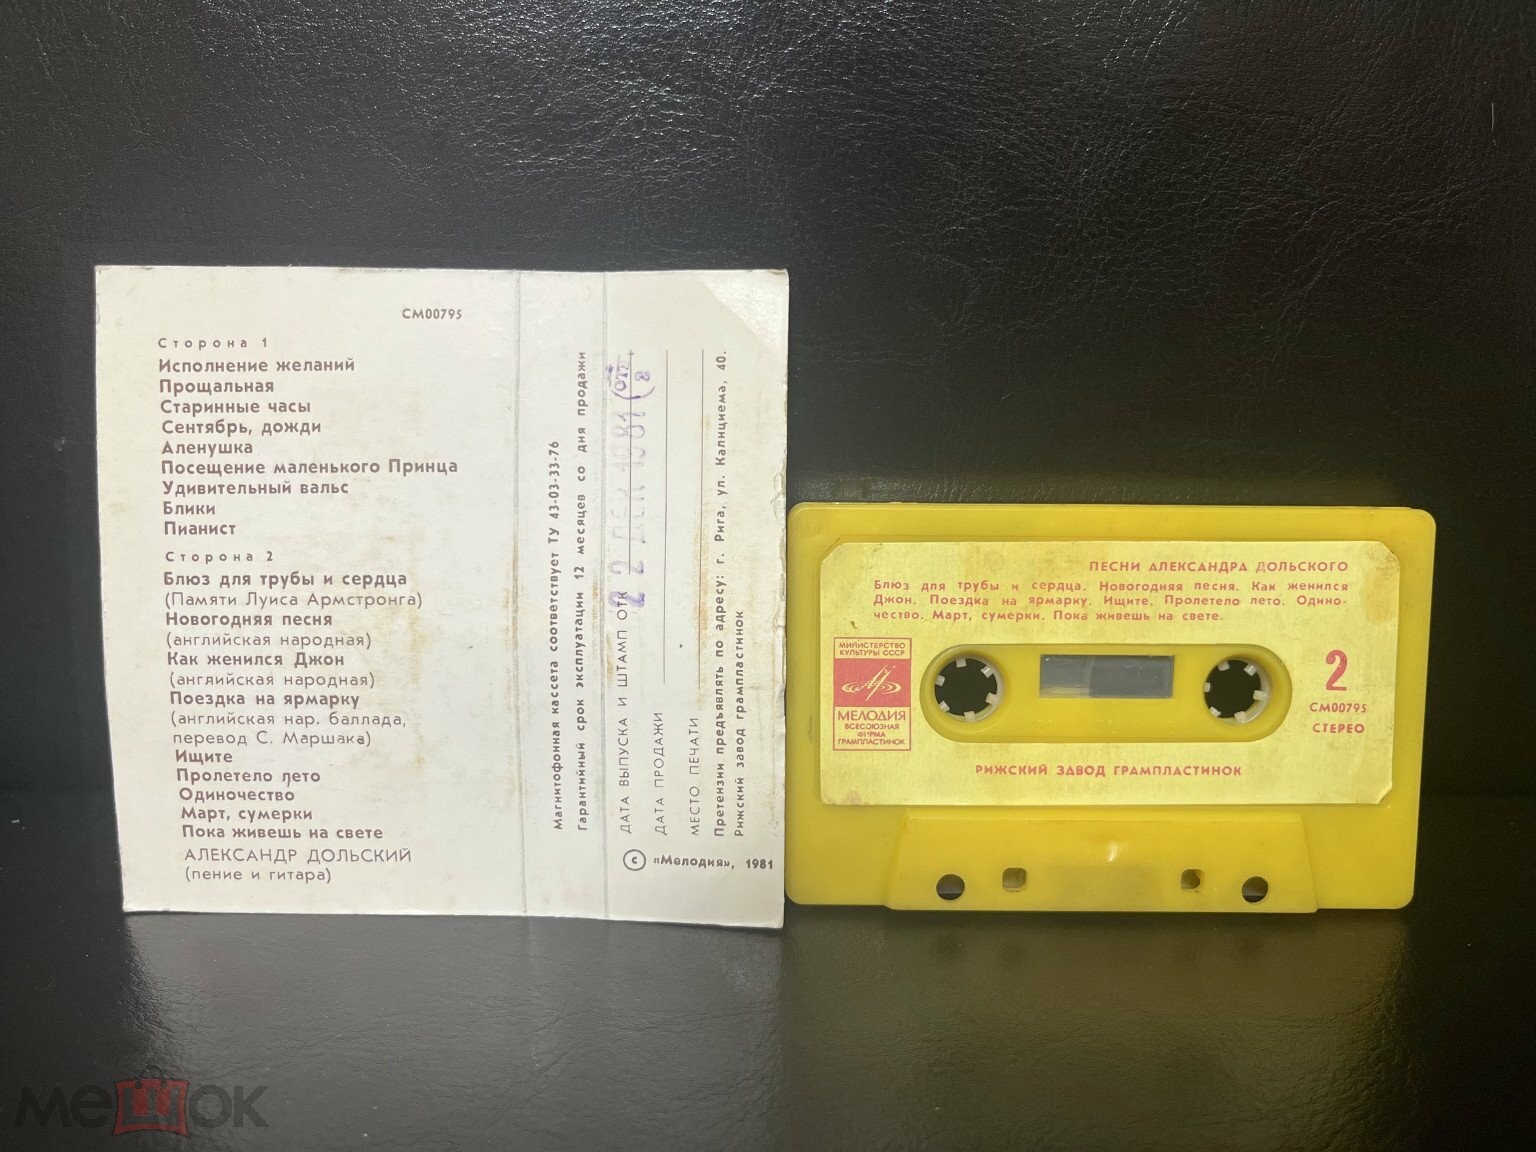 СМ00795
Сторона 1
Исполнение желаний
Прощальная
Старинные часы
Сентябрь, дожди
Аленушка
Посещение маленького Принца
Удивительный вальс
Блики
Пианист
Сторона 2
Блюз для трубы и сердца
(Памяти Луиса Армстронга)
Новогодняя песня
(английская народная)
Как женился Джон
(английская народная)
Поездка на ярмарку
(английская нар. баллада,
перевод С. Маршака)
Ищите
Пролетело лето
Одиночество
Март, сумерки
Пока живешь на свете
АЛЕКСАНДР ДОЛЬСКИЙ
(пение и гитара)
Магнитофонная кассета соответствует ТУ 43-03-33-76
Гарантийный срок эксплуатации 12 месяцев со дня продажи
ДАТА ВЫПУСКА И ШТАМП ОТК
2 2 ДЕК 1981
ДАТА ПРОДАЖИ
МЕСТО ПЕЧАТИ
Претензии предъявлять по адресу: г. Рига, ул. Калнциема, 40.
Рижский завод грампластинок
© «Мелодия», 1981
ПЕСНИ АЛЕКСАНДРА ДОЛЬСКОГО
Блюз для трубы и сердца. Новогодняя песня. Как женился
Джон. Поездка на ярмарку. Ищите. Пролетело лето. Одино-
чество. Март, сумерки. Пока живешь на свете.
МИНИСТЕРСТВО
КУЛЬТУРЫ СССР
МЕЛОДИЯ
ВСЕСОЮЗНАЯ
ФИРМА
ГРАМПЛАСТИНОК
2
СМ00795
СТЕРЕО
РИЖСКИЙ ЗАВОД ГРАМПЛАСТИНОК
мешок